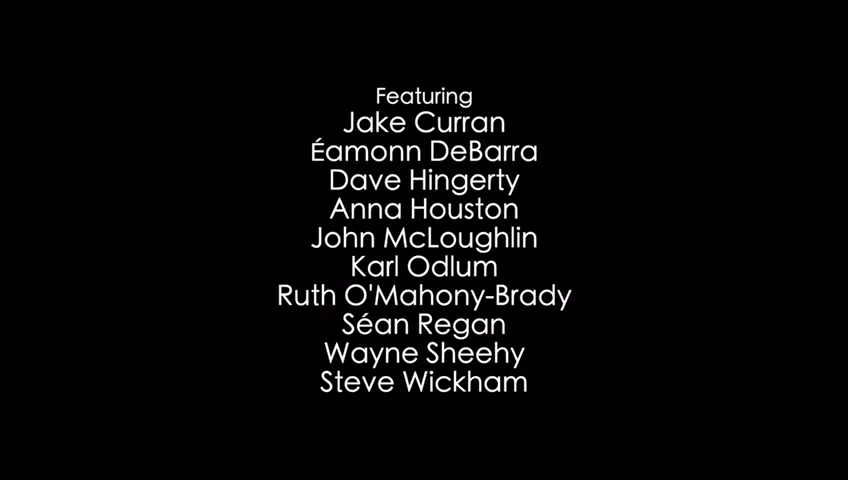 Featuring
Jake Curran
Éamonn DeBarra
Dave Hingerty
Anna Houston
John McLoughlin
Karl Odlum
Ruth O'Mahony-Brady
Séan Regan
Wayne Sheehy
Steve Wickham